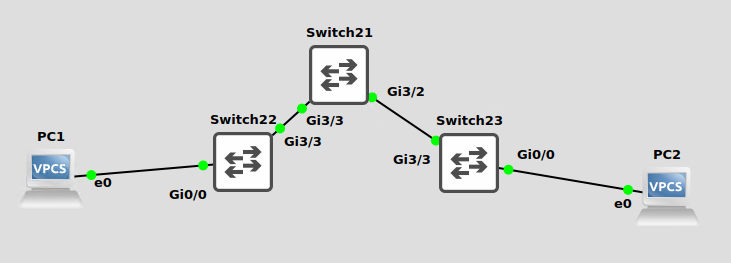 Switch21
Gi3/2
Switch22
Gi3/3
Switch23
PC1
Gi3/3
Gi3/3
Gi0/0
PC2
VPCS
e0
Gi0/0
VPCS
e0